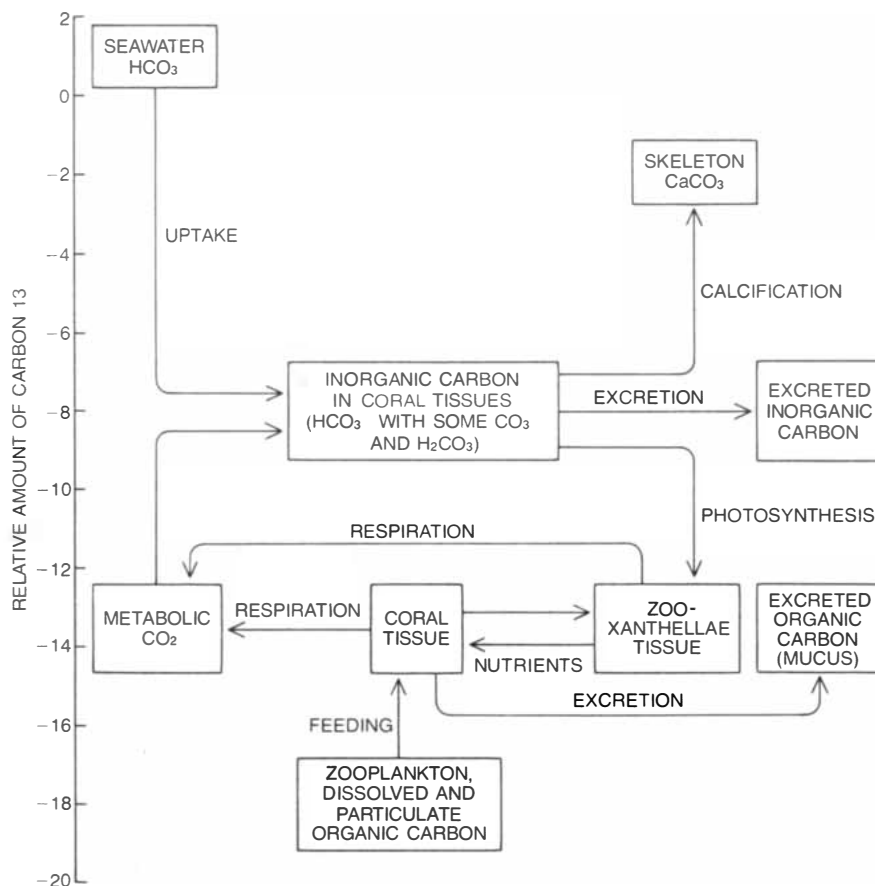 RELATIVE AMOUNT OF CARBON 13
2
0
−2
−4
−6
−8
−10
−12
−14
−16
−18
−20
SEAWATER
HCO₃
UPTAKE
SKELETON
CaCO₃
CALCIFICATION
INORGANIC CARBON
IN CORAL TISSUES
(HCO₃ WITH SOME CO₃
AND H₂CO₃)
EXCRETION
EXCRETED
INORGANIC
CARBON
PHOTOSYNTHESIS
RESPIRATION
METABOLIC
CO₂
RESPIRATION
CORAL
TISSUE
NUTRIENTS
ZOO-
XANTHELLAE
TISSUE
EXCRETED
ORGANIC
CARBON
(MUCUS)
EXCRETION
FEEDING
ZOOPLANKTON,
DISSOLVED AND
PARTICULATE
ORGANIC CARBON